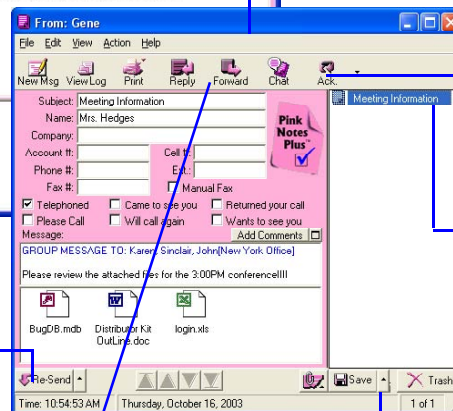 From: Gene
File Edit View Action Help
New Msg View Log Print Reply Forward Chat Ack.
Subject: Meeting Information
Name: Mrs. Hedges
Company:
Account #: Cell #:
Phone #: Ext.:
Fax #: Manual Fax
Pink
Notes
Plus™
Meeting Information
Telephoned Came to see you Returned your call
Please Call Will call again Wants to see you
Message: Add Comments
GROUP MESSAGE TO: Karen, Sinclair, John[New York Office]
Please review the attached files for the 3:00PM conference!!!!
BugDB.mdb Distributor Kit OutLine.doc login.xls
Re-Send Save Trash
Time: 10:54:53 AM Thursday, October 16, 2003 1 of 1